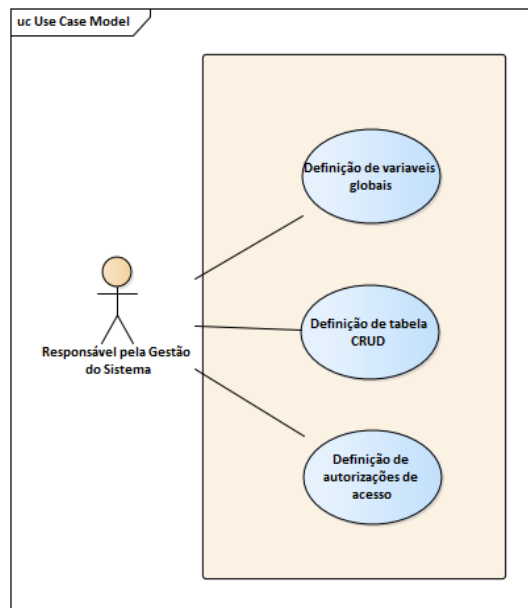 uc Use Case Model
Definição de variaveis
globais
Definição de tabela
CRUD
Responsável pela Gestão
do Sistema
Definição de
autorizações de
acesso